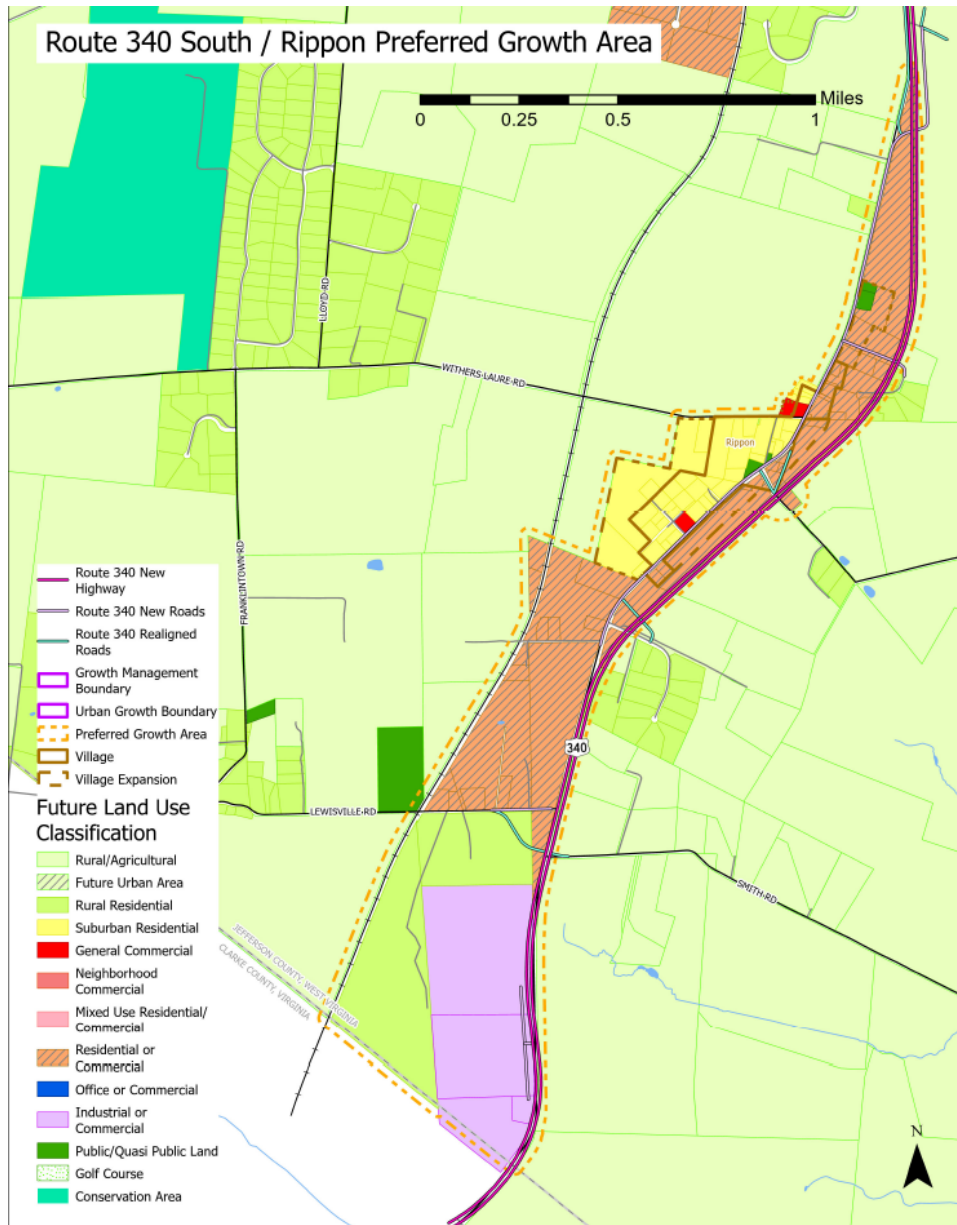 Route 340 South / Rippon Preferred Growth Area
Miles
0 0.25 0.5 1
LLOYD RD
WITHERS-LAURE-RD
Rippon
FRANKLINTOWN-RD
340
LEWISVILLE-RD
SMITH-RD
JEFFERSON COUNTY, WEST VIRGINIA
CLARKE COUNTY, VIRGINIA
Route 340 New
Highway
Route 340 New Roads
Route 340 Realigned
Roads
Growth Management
Boundary
Urban Growth Boundary
Preferred Growth Area
Village
Village Expansion
Future Land Use
Classification
Rural/Agricultural
Future Urban Area
Rural Residential
Suburban Residential
General Commercial
Neighborhood
Commercial
Mixed Use Residential/
Commercial
Residential or
Commercial
Office or Commercial
Industrial or
Commercial
Public/Quasi Public Land
Golf Course
Conservation Area
N